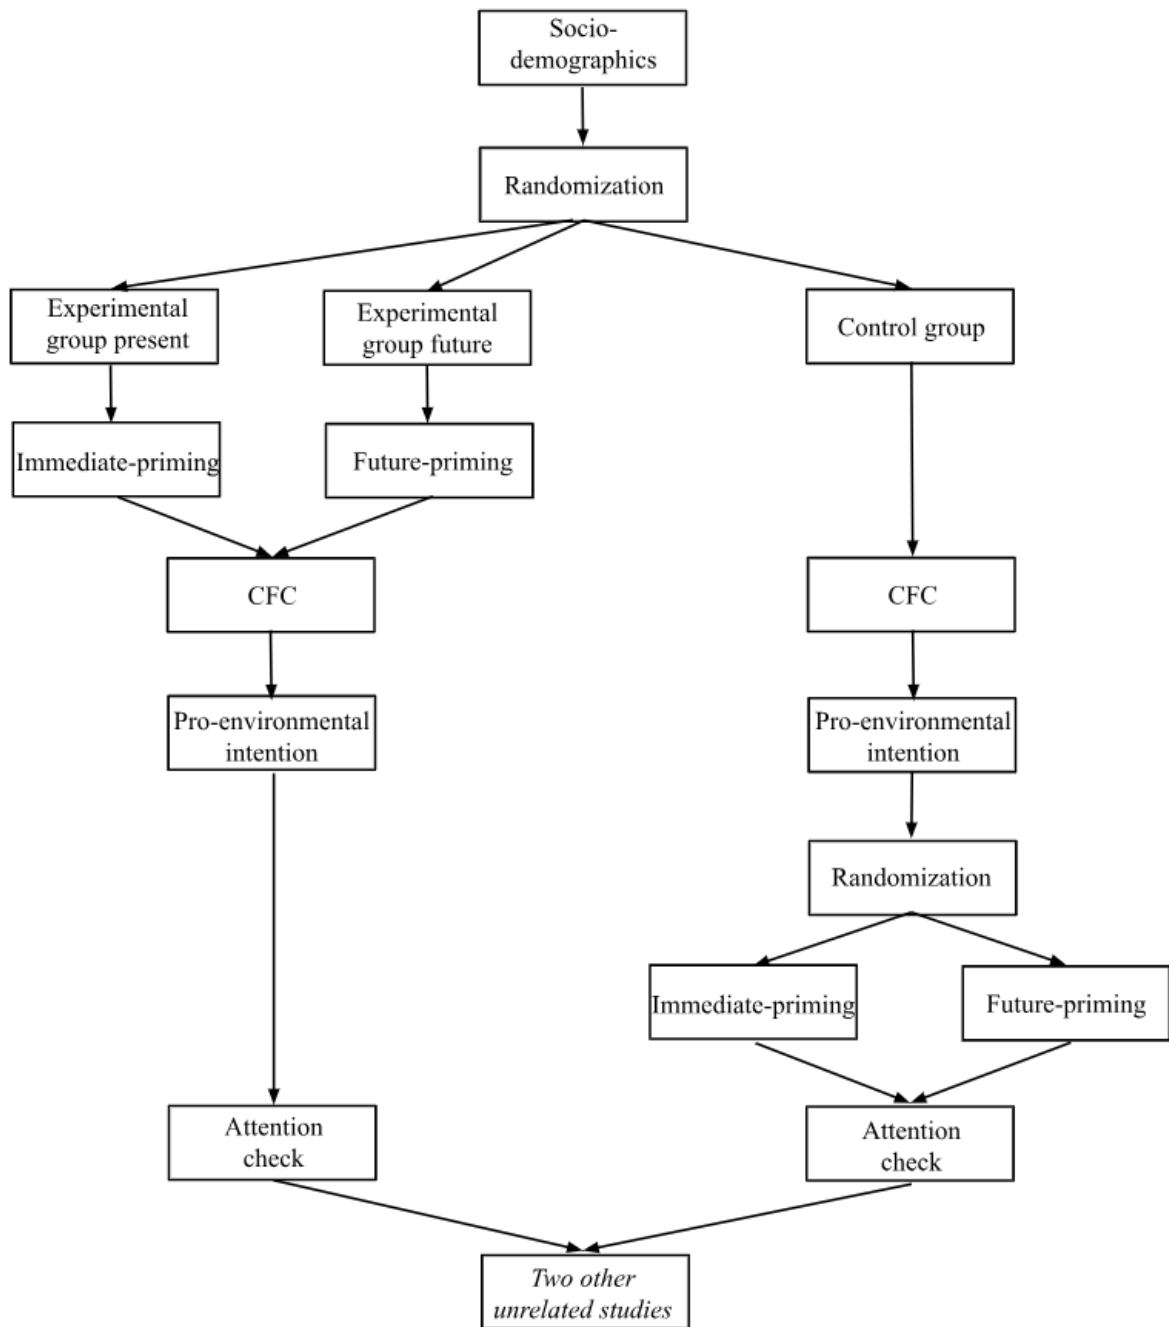 Socio-
demographics
Randomization
Experimental
group present
Experimental
group future
Control group
Immediate-priming
Future-priming
CFC
CFC
Pro-environmental
intention
Pro-environmental
intention
Randomization
Immediate-priming
Future-priming
Attention
check
Attention
check
Two other
unrelated studies